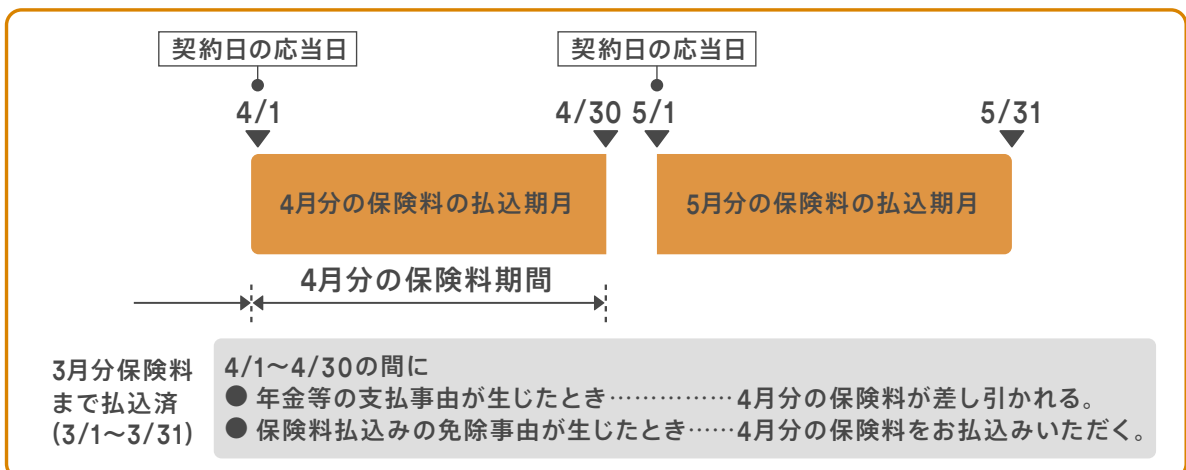 契約日の応当日 契約日の応当日
4/1 4/30 5/1 5/31
4月分の保険料の払込期月 5月分の保険料の払込期月
4月分の保険料期間
3月分保険料
まで払込済
(3/1〜3/31)
4/1〜4/30の間に
● 年金等の支払事由が生じたとき……………4月分の保険料が差し引かれる。
● 保険料払込みの免除事由が生じたとき……4月分の保険料をお払込みいただく。